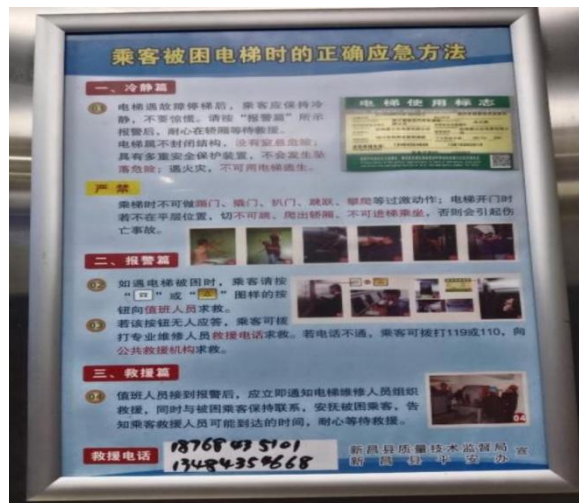 乘客被困电梯时的正确应急方法
一、冷静篇
01 电梯遇故障停梯后，乘客应保持冷
静，不要惊慌。请按“报警篇”所示
报警后，耐心在轿厢等待救援。
电梯属不封闭结构，没有窒息危险；
具有多重安全保护装置，不会发生坠
落危险；遇火灾，不可用电梯逃生。
电梯使用标志
严禁
乘梯时不可做踢门、撬门、扒门、蹦跃、攀爬等过激动作；电梯开门时
若不在平层位置，切不可跳、爬出轿厢，不可进梯乘坐，否则会引起伤
亡事故。
二、报警篇
02 如遇电梯被困时，乘客请按
“ ”或“ ”图样的按
钮向值班人员求救。
03 若该按钮无人应答，乘客可拨
打专业维修人员救援电话求救。若电话不通，乘客可拨打119或110，向
公共救援机构求救。
三、救援篇
04 值班人员接到报警后，应立即通知电梯维修人员组织
救援，同时与被困乘客保持联系，安抚被困乘客，告
知乘客救援人员可能到达的时间，耐心等待救援。
04
救援电话
新昌县质量技术监督局
新昌县平安办
宣